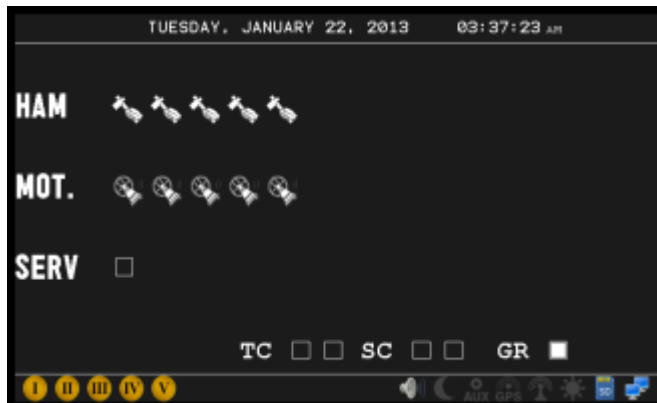 TUESDAY, JANUARY 22, 2013 03:37:23 AM
HAM
MOT.
SERV
TC SC GR
I II III IV V AUX GPS SD